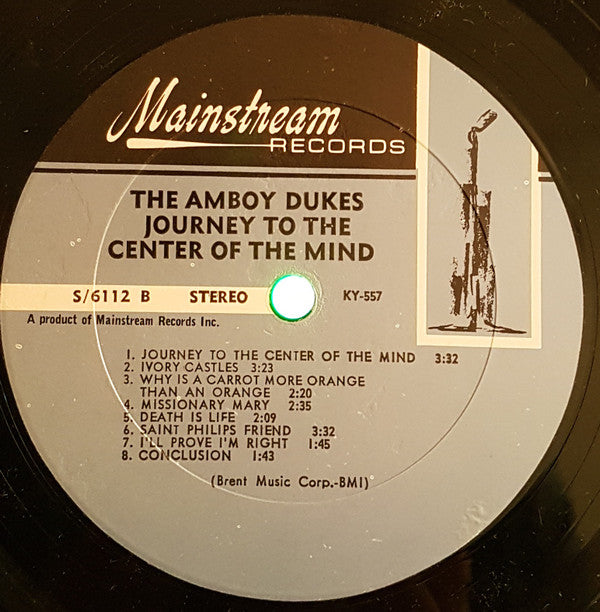 Mainstream
RECORDS
THE AMBOY DUKES
JOURNEY TO THE
CENTER OF THE MIND
S/6112 B STEREO KY-557
A product of Mainstream Records Inc.
1. JOURNEY TO THE CENTER OF THE MIND 3:32
2. IVORY CASTLES 3:23
3. WHY IS A CARROT MORE ORANGE
THAN AN ORANGE 2:20
4. MISSIONARY MARY 2:35
5. DEATH IS LIFE 2:09
6. SAINT PHILIPS FRIEND 3:32
7. I'LL PROVE I'M RIGHT 1:45
8. CONCLUSION 1:43
(Brent Music Corp.-BMI)